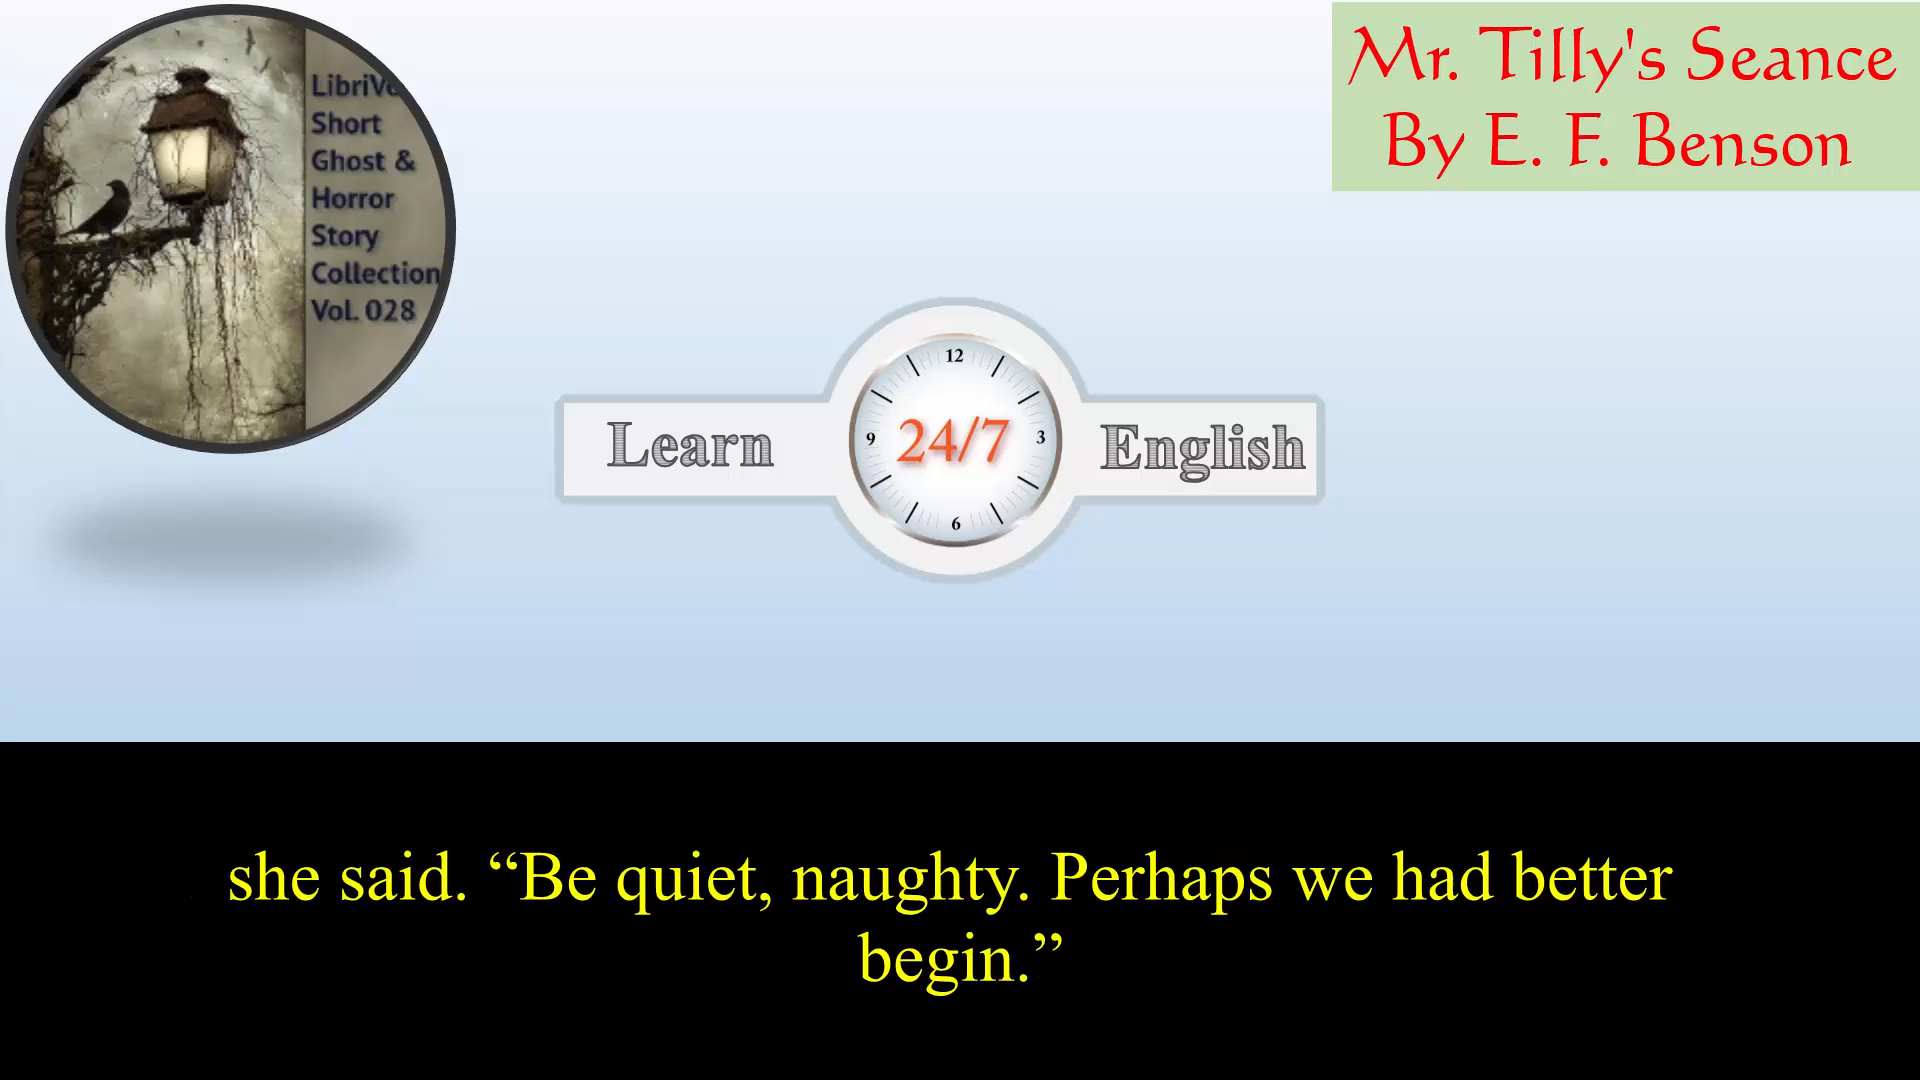 LibriVo
Short
Ghost &
Horror
Story
Collection
Vol. 028
Mr. Tilly's Seance
By E. F. Benson
12
9
3
6
Learn 24/7 English
she said. “Be quiet, naughty. Perhaps we had better
begin.”